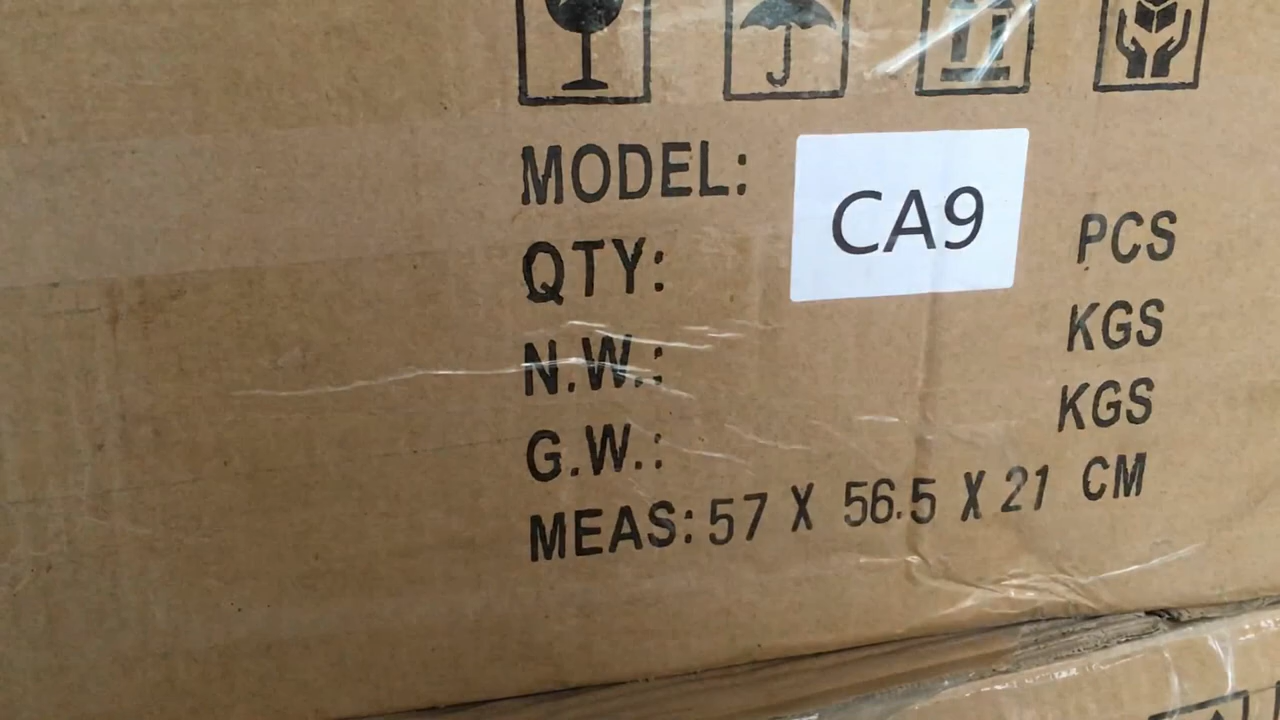 MODEL: CA9
QTY: PCS
N.W.: KGS
G.W.: KGS
MEAS: 57 X 56.5 X 21 CM